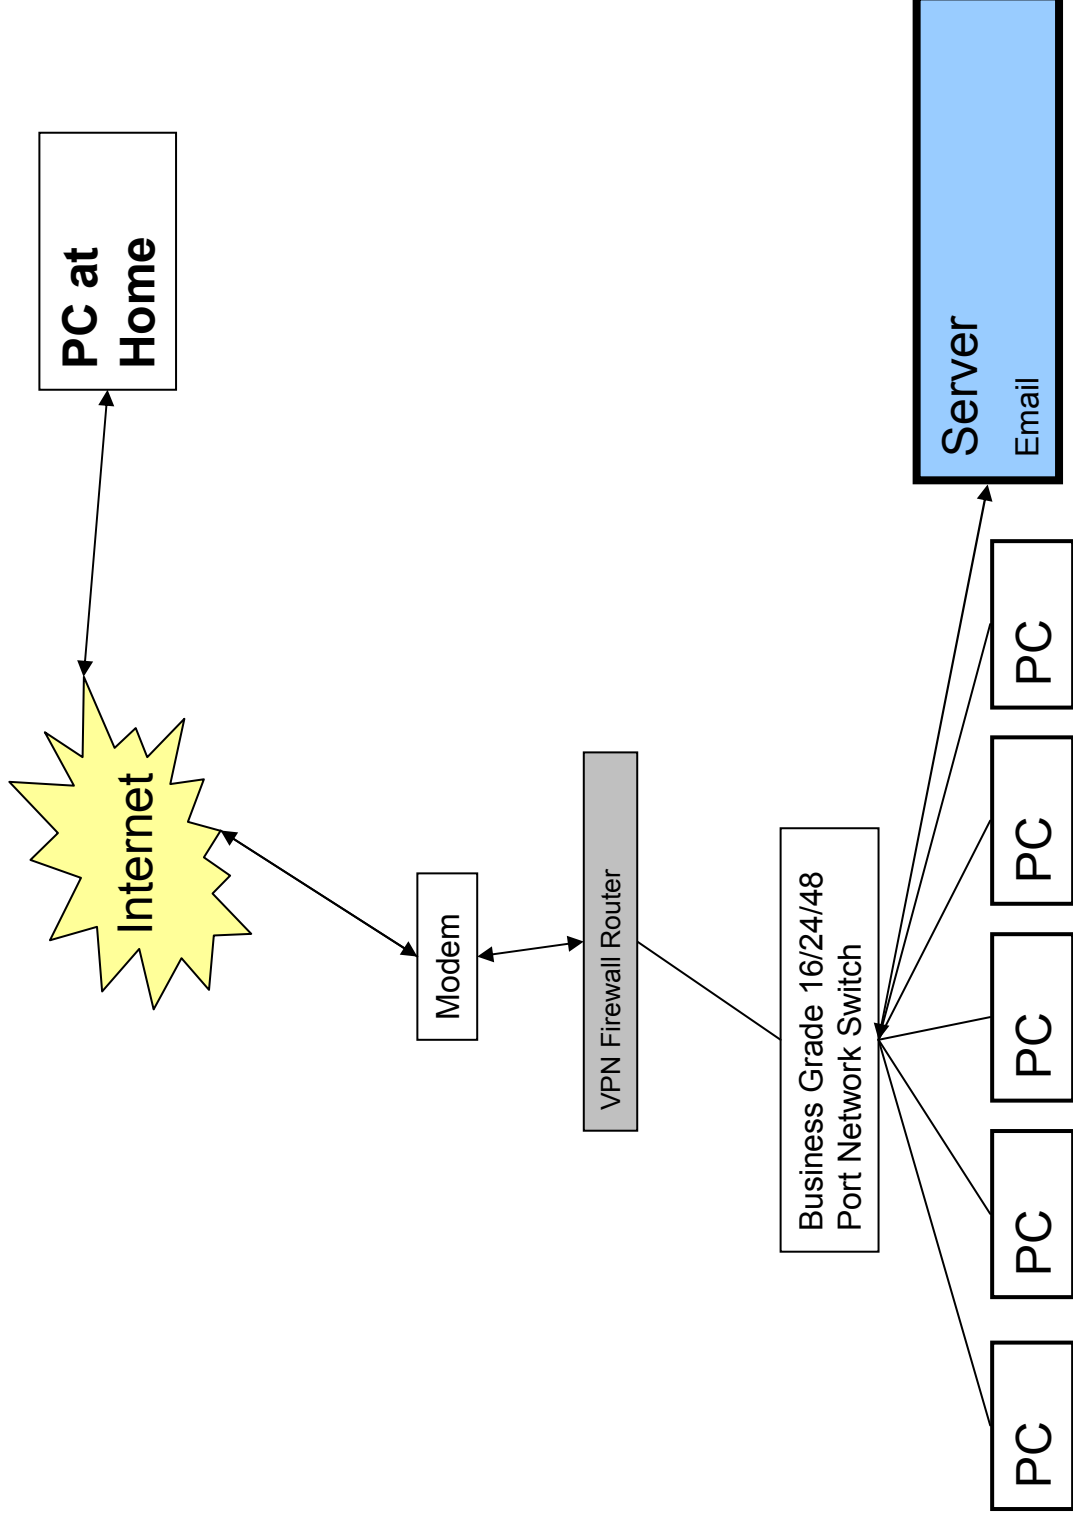 PC at
Home
Internet
Modem
VPN Firewall Router
Business Grade 16/24/48
Port Network Switch
Server
Email
PC
PC
PC
PC
PC